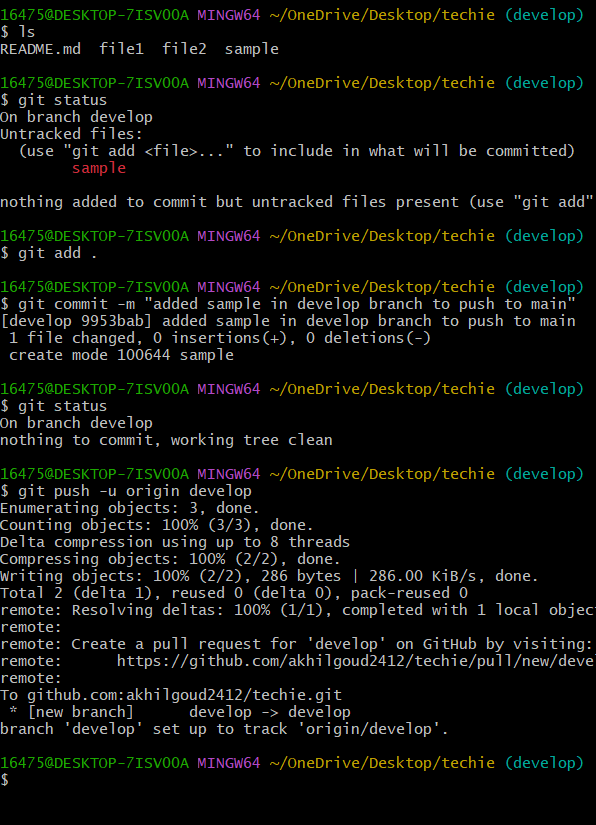 16475@DESKTOP-7ISV00A MINGW64 ~/OneDrive/Desktop/techie (develop)
$ ls
README.md  file1  file2  sample

16475@DESKTOP-7ISV00A MINGW64 ~/OneDrive/Desktop/techie (develop)
$ git status
On branch develop
Untracked files:
  (use "git add <file>..." to include in what will be committed)
        sample

nothing added to commit but untracked files present (use "git add"

16475@DESKTOP-7ISV00A MINGW64 ~/OneDrive/Desktop/techie (develop)
$ git add .

16475@DESKTOP-7ISV00A MINGW64 ~/OneDrive/Desktop/techie (develop)
$ git commit -m "added sample in develop branch to push to main"
[develop 9953bab] added sample in develop branch to push to main
 1 file changed, 0 insertions(+), 0 deletions(-)
 create mode 100644 sample

16475@DESKTOP-7ISV00A MINGW64 ~/OneDrive/Desktop/techie (develop)
$ git status
On branch develop
nothing to commit, working tree clean

16475@DESKTOP-7ISV00A MINGW64 ~/OneDrive/Desktop/techie (develop)
$ git push -u origin develop
Enumerating objects: 3, done.
Counting objects: 100% (3/3), done.
Delta compression using up to 8 threads
Compressing objects: 100% (2/2), done.
Writing objects: 100% (2/2), 286 bytes | 286.00 KiB/s, done.
Total 2 (delta 1), reused 0 (delta 0), pack-reused 0
remote: Resolving deltas: 100% (1/1), completed with 1 local objec
remote:
remote: Create a pull request for 'develop' on GitHub by visiting:
remote:      https://github.com/akhilgoud2412/techie/pull/new/deve
remote:
To github.com:akhilgoud2412/techie.git
 * [new branch]      develop -> develop
branch 'develop' set up to track 'origin/develop'.

16475@DESKTOP-7ISV00A MINGW64 ~/OneDrive/Desktop/techie (develop)
$